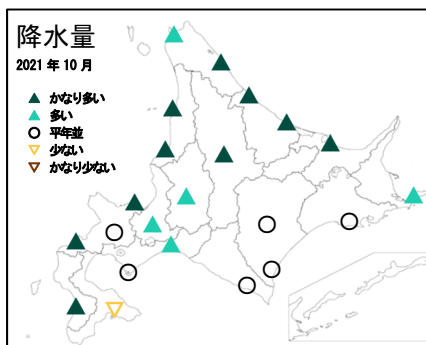 降水量
2021 年 10 月
かなり多い
多い
平年並
少ない
かなり少ない